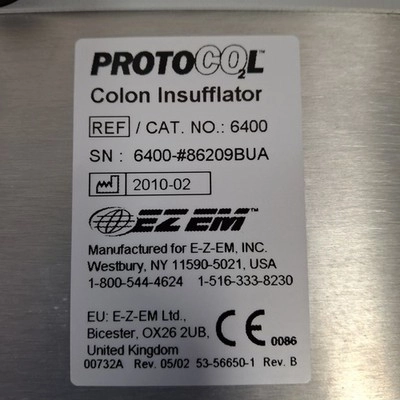 PROTOCO₂L™
Colon Insufflator
REF / CAT. NO.: 6400
SN : 6400-#86209BUA
2010-02
EZEM™
Manufactured for E-Z-EM, INC.
Westbury, NY 11590-5021, USA
1-800-544-4624 1-516-333-8230
EU: E-Z-EM Ltd.,
Bicester, OX26 2UB,
United Kingdom
CE 0086
00732A Rev. 05/02 53-56650-1 Rev. B